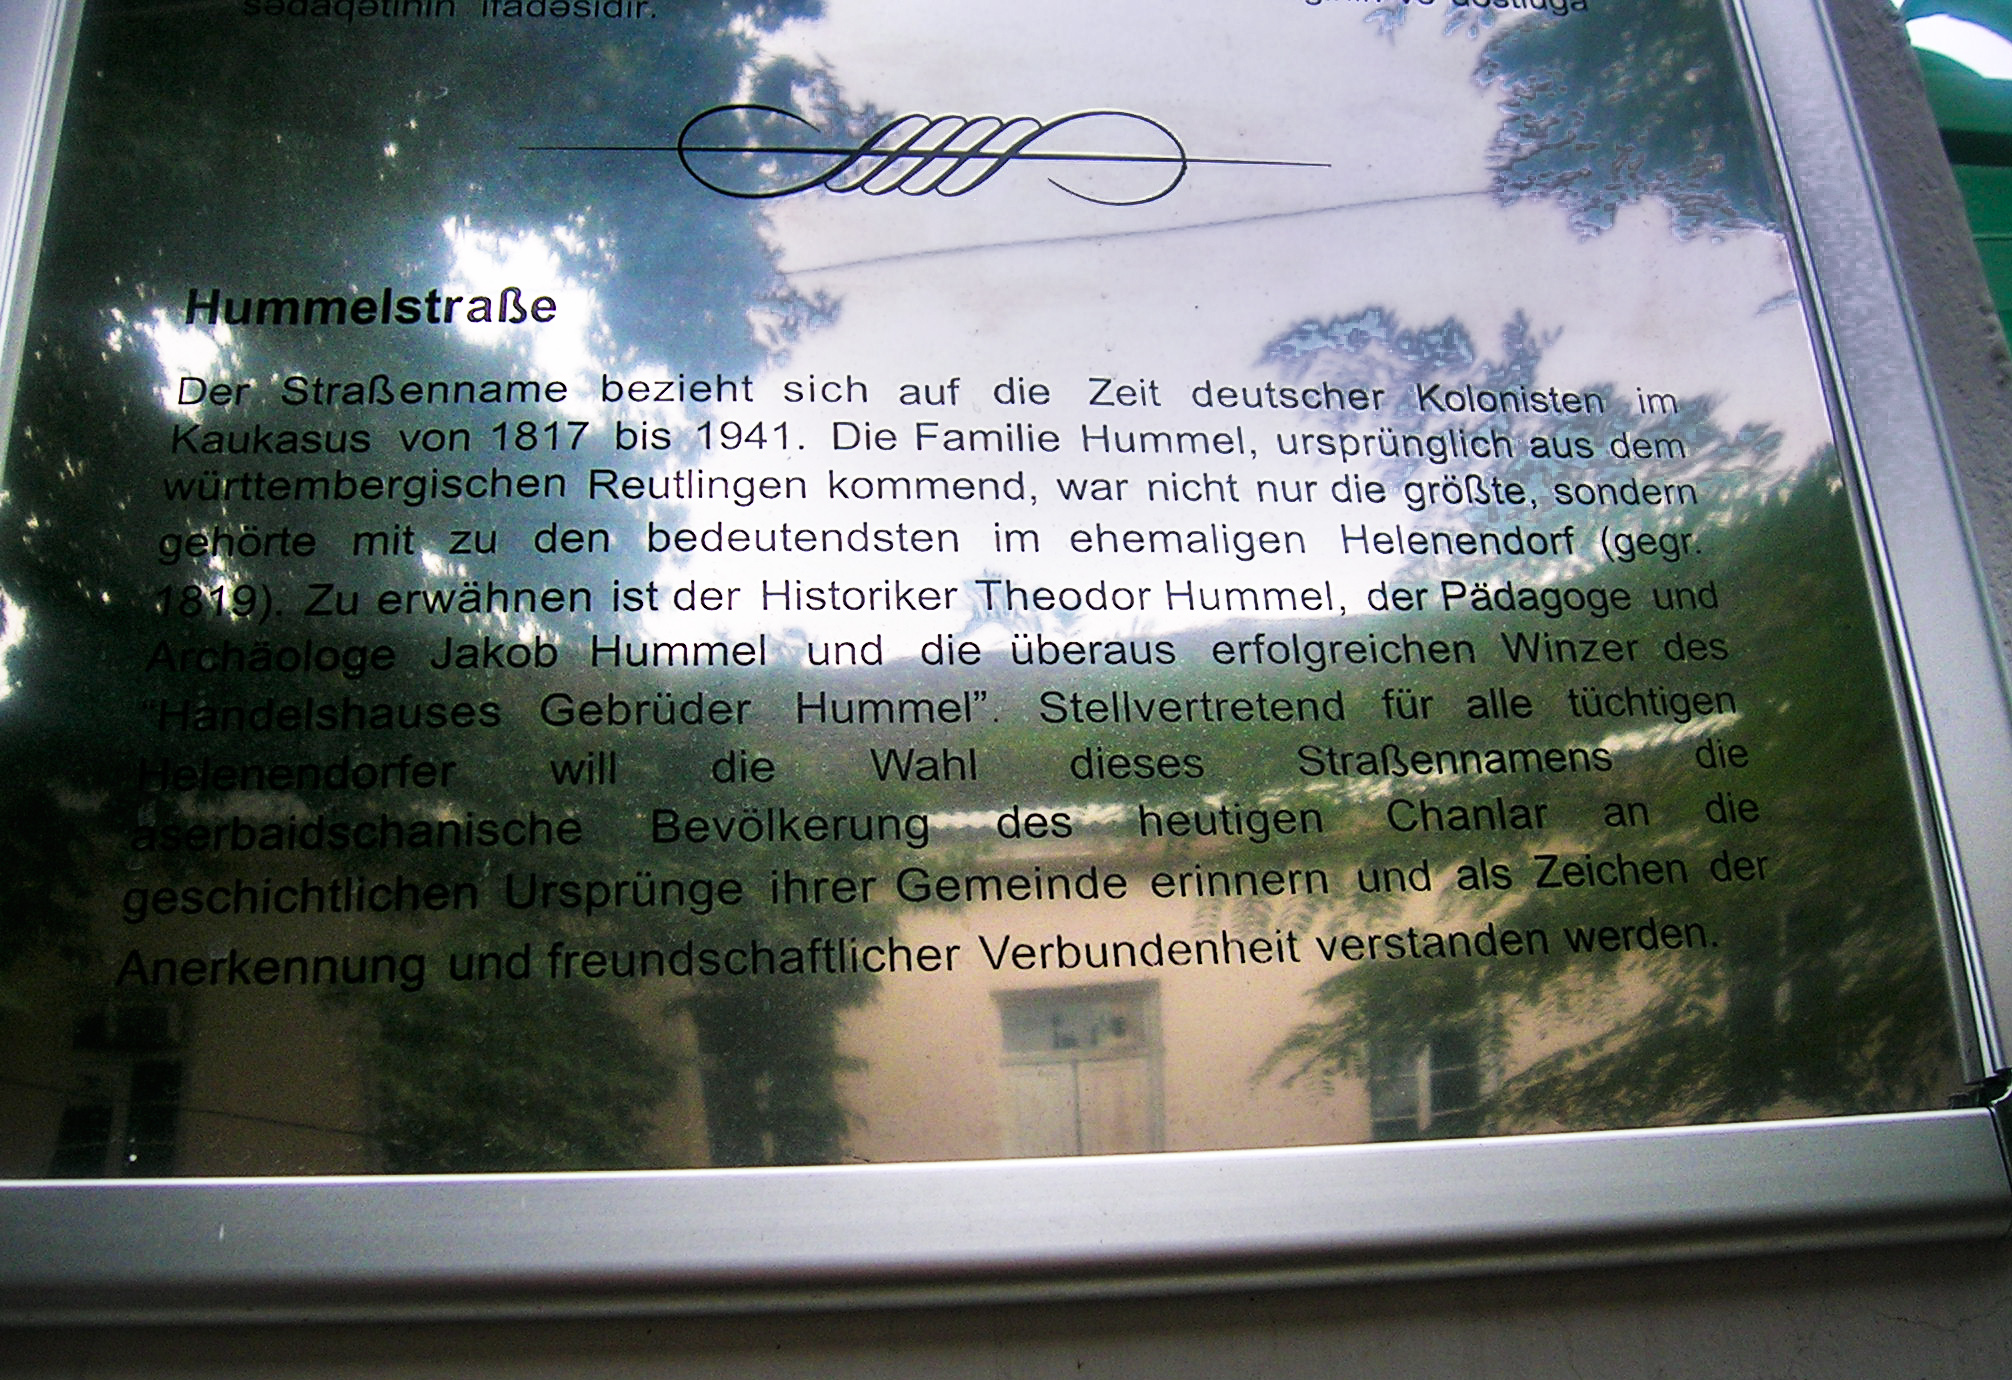 sədaqətinin ifadəsidir.
Hummelstraße
Der Straßenname bezieht sich auf die Zeit deutscher Kolonisten im
Kaukasus von 1817 bis 1941. Die Familie Hummel, ursprünglich aus dem
württembergischen Reutlingen kommend, war nicht nur die größte, sondern
gehörte mit zu den bedeutendsten im ehemaligen Helenendorf (gegr.
1819). Zu erwähnen ist der Historiker Theodor Hummel, der Pädagoge und
Archäologe Jakob Hummel und die überaus erfolgreichen Winzer des
“Handelshauses Gebrüder Hummel”. Stellvertretend für alle tüchtigen
Helenendorfer will die Wahl dieses Straßennamens die
aserbaidschanische Bevölkerung des heutigen Chanlar an die
geschichtlichen Ursprünge ihrer Gemeinde erinnern und als Zeichen der
Anerkennung und freundschaftlicher Verbundenheit verstanden werden.